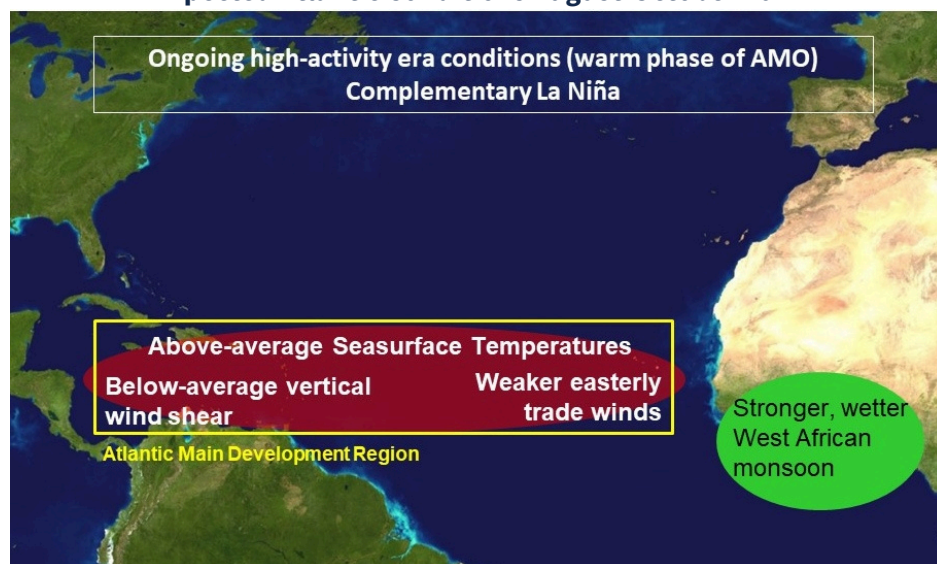 Ongoing high-activity era conditions (warm phase of AMO)
Complementary La Niña
Above-average Seasurface Temperatures
Below-average vertical
wind shear
Weaker easterly
trade winds
Atlantic Main Development Region
Stronger, wetter
West African
monsoon